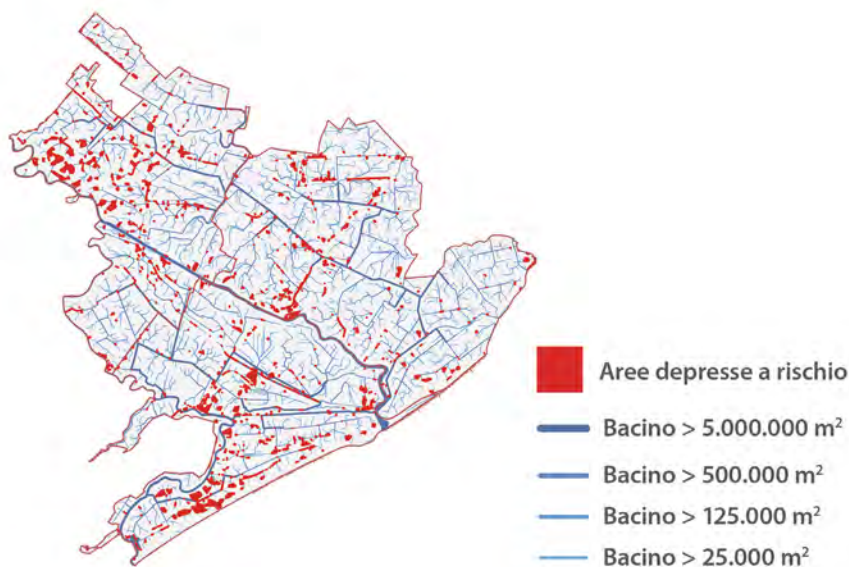 Aree depresse a rischio
Bacino > 5.000.000 m²
Bacino > 500.000 m²
Bacino > 125.000 m²
Bacino > 25.000 m²